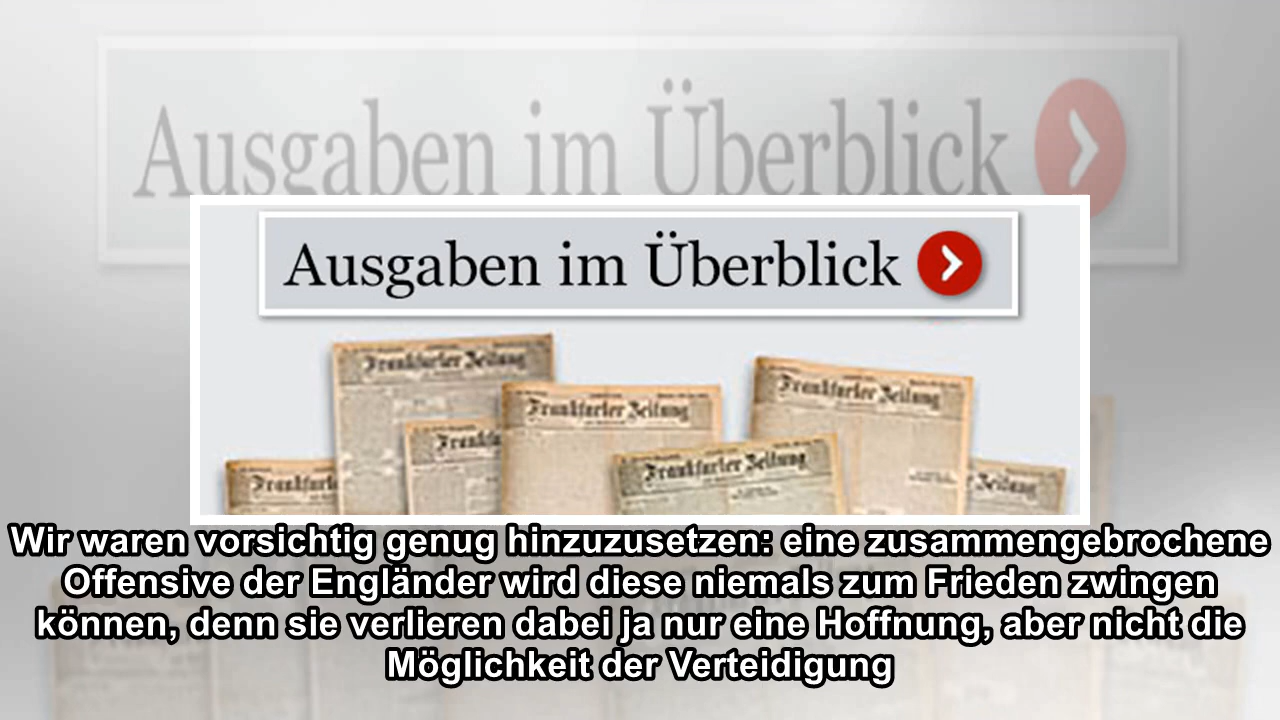 Ausgaben im Überblick
Ausgaben im Überblick
Frankfurter Zeitung
Frankfurter Zeitung
Frankfurter Zeitung
Frankfurter Zeitung
Zeitung
Wir waren vorsichtig genug hinzuzusetzen: eine zusammengebrochene
Offensive der Engländer wird diese niemals zum Frieden zwingen
können, denn sie verlieren dabei ja nur eine Hoffnung, aber nicht die
Möglichkeit der Verteidigung